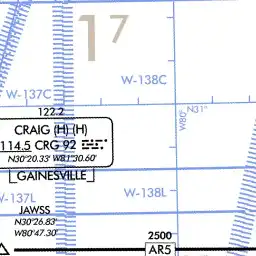 17
W-138C
W-137C
N31°
W80°
122.2
CRAIG (H) (H)
114.5 CRG 92
N30°20.33' W81°30.60'
GAINESVILLE
W-137L
W-138L
JAWSS
N30°26.83'
W80°47.30'
2500
AR5